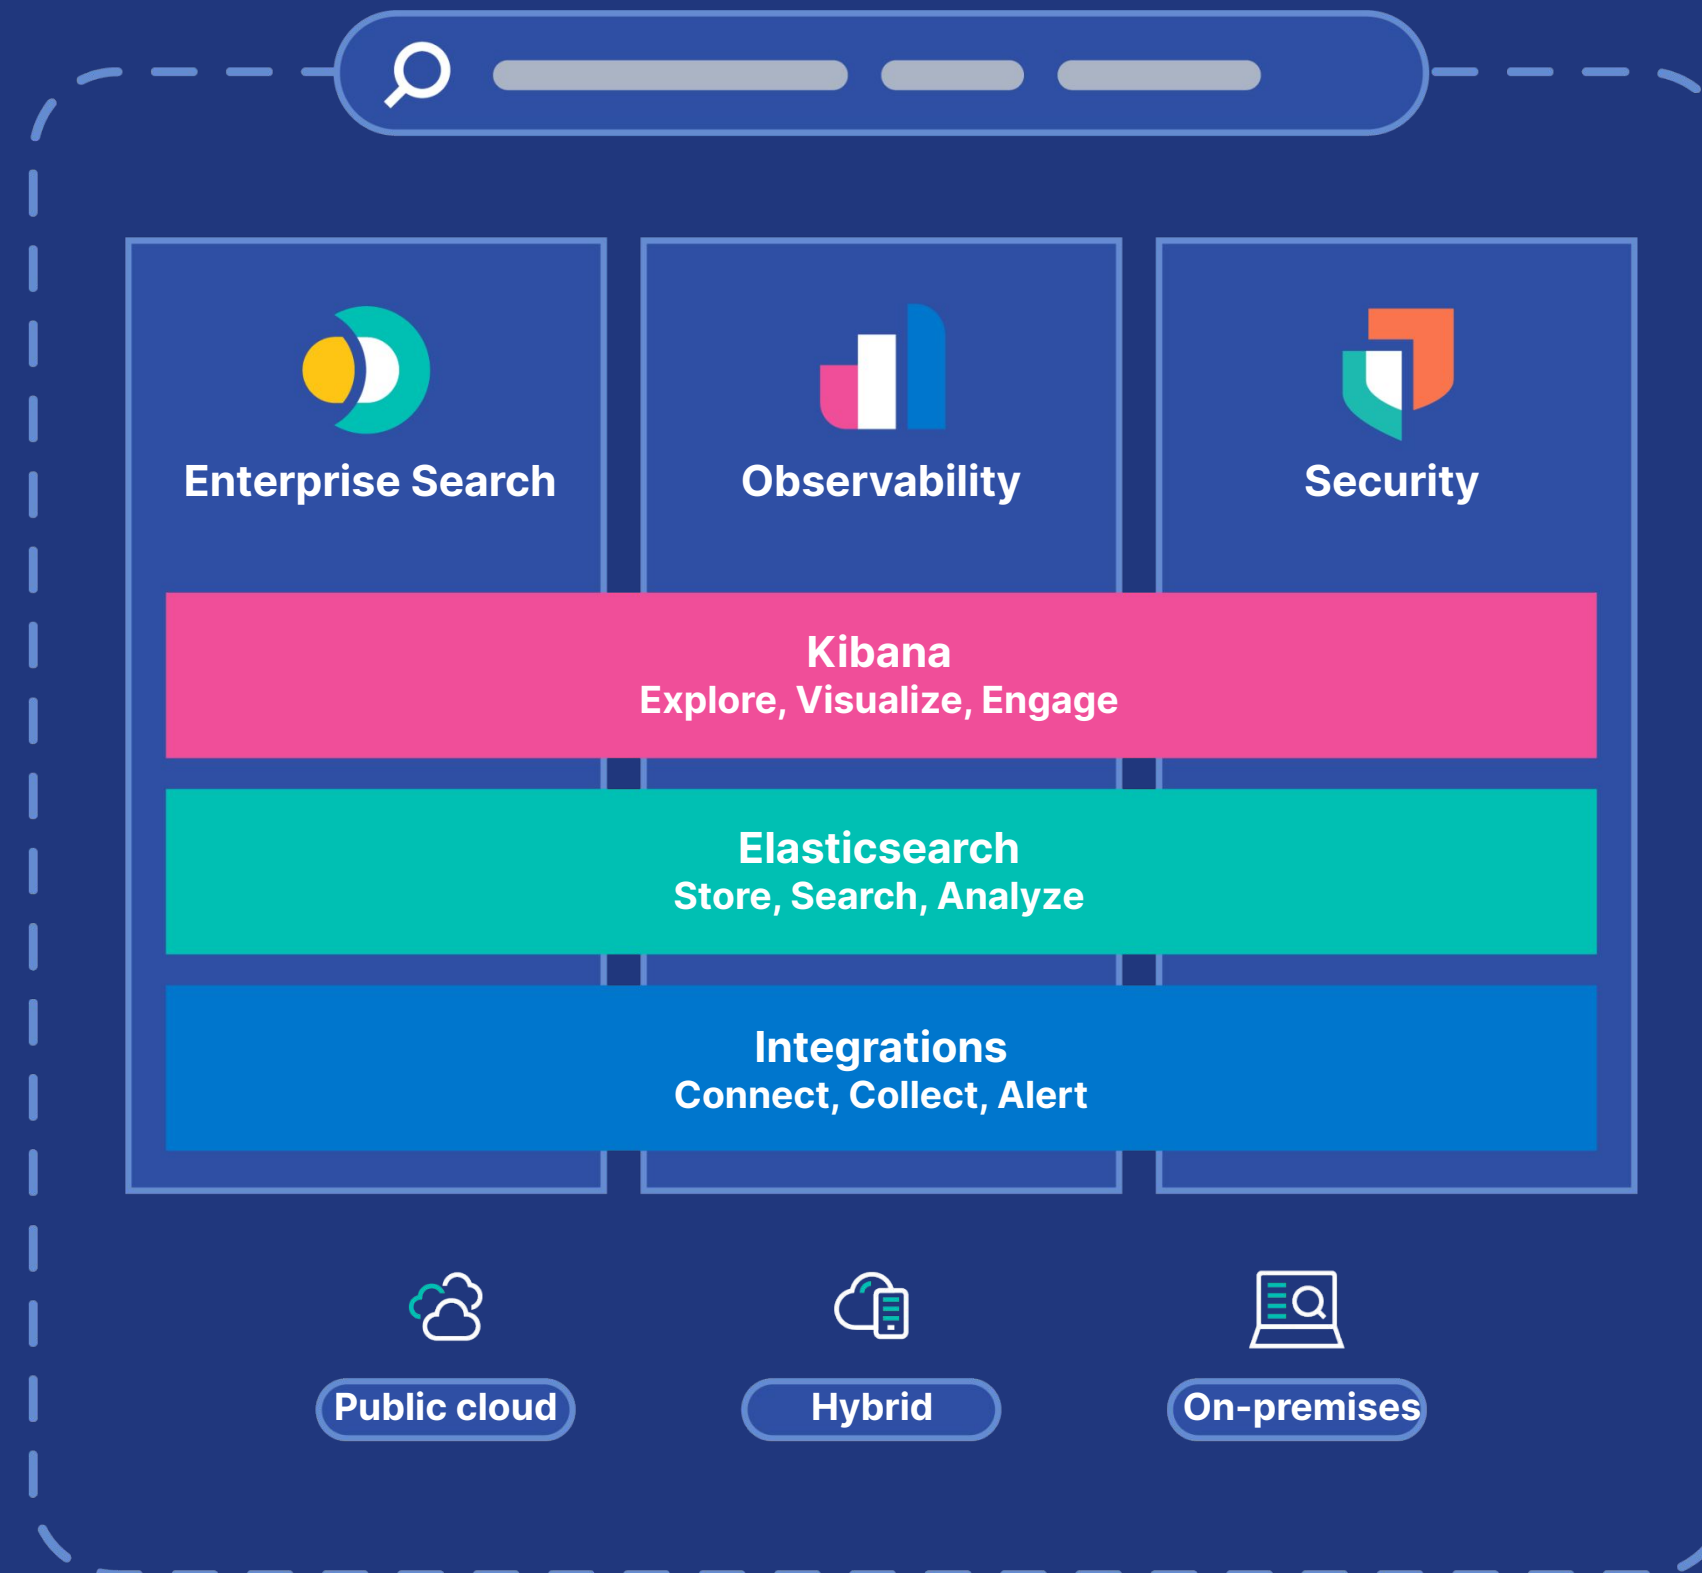 Enterprise Search
Observability
Security
Kibana
Explore, Visualize, Engage
Elasticsearch
Store, Search, Analyze
Integrations
Connect, Collect, Alert
Public cloud
Hybrid
On-premises